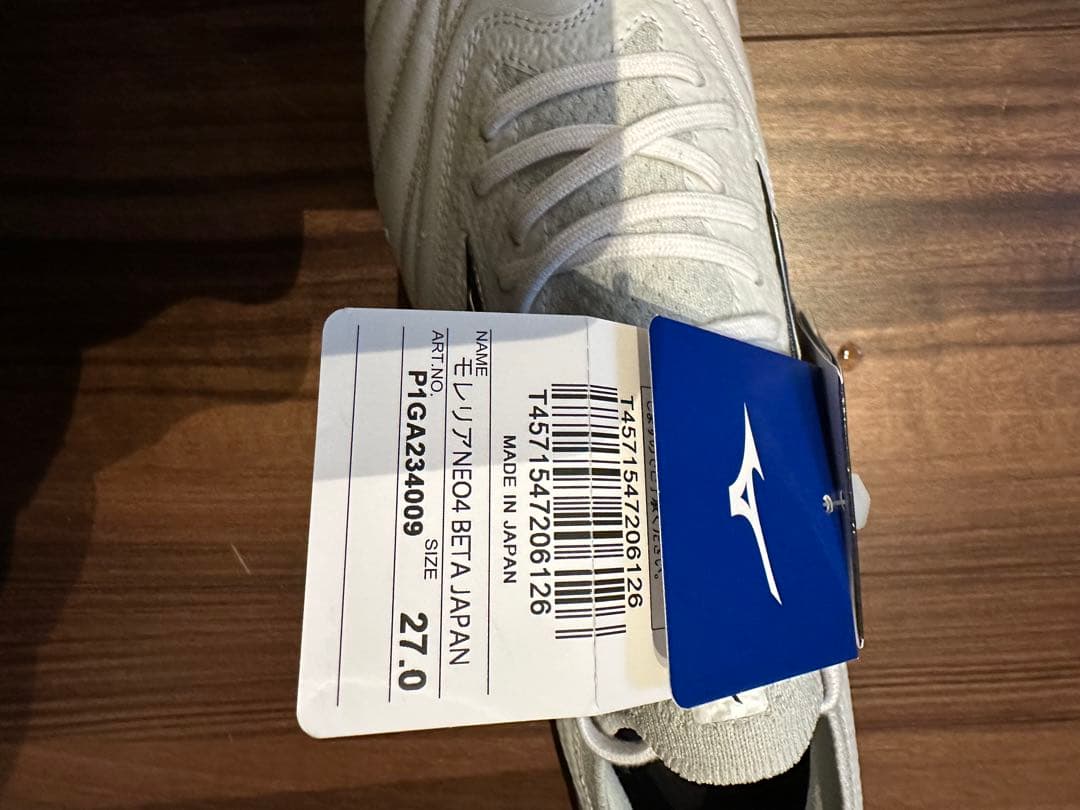 T4571547206126
T4571547206126
MADE IN JAPAN
NAME
モレリアNEO4 BETA JAPAN
ART.NO.
P1GA234009
SIZE
27.0